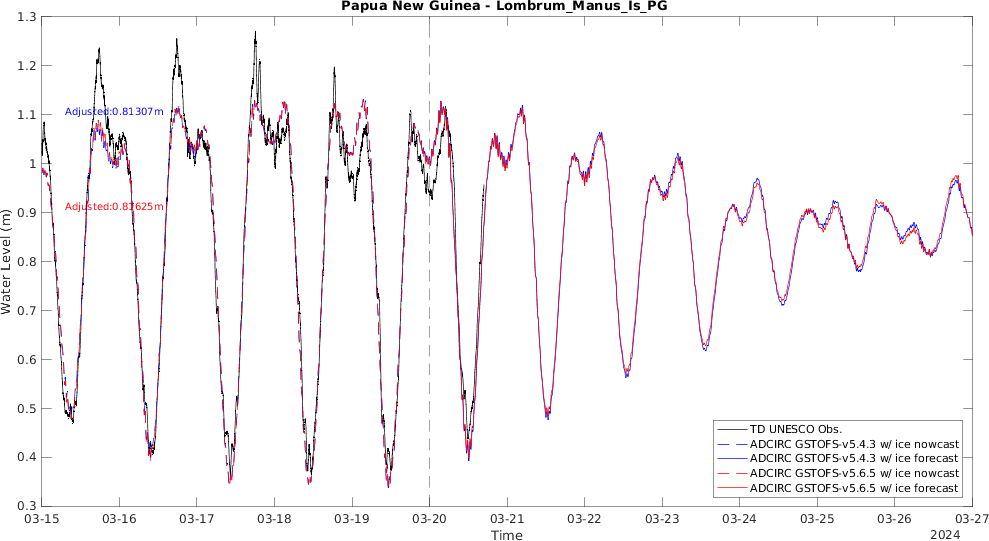 Papua New Guinea - Lombrum_Manus_Is_PG
1.3
1.2
1.1
1
0.9
0.8
0.7
0.6
0.5
0.4
0.3
Water Level (m)
Adjusted:0.81307m
Adjusted:0.81625m
TD UNESCO Obs.
ADCIRC GSTOFS-v5.4.3 w/ ice nowcast
ADCIRC GSTOFS-v5.4.3 w/ ice forecast
ADCIRC GSTOFS-v5.6.5 w/ ice nowcast
ADCIRC GSTOFS-v5.6.5 w/ ice forecast
03-15 03-16 03-17 03-18 03-19 03-20 03-21 03-22 03-23 03-24 03-25 03-26 03-27
Time
2024